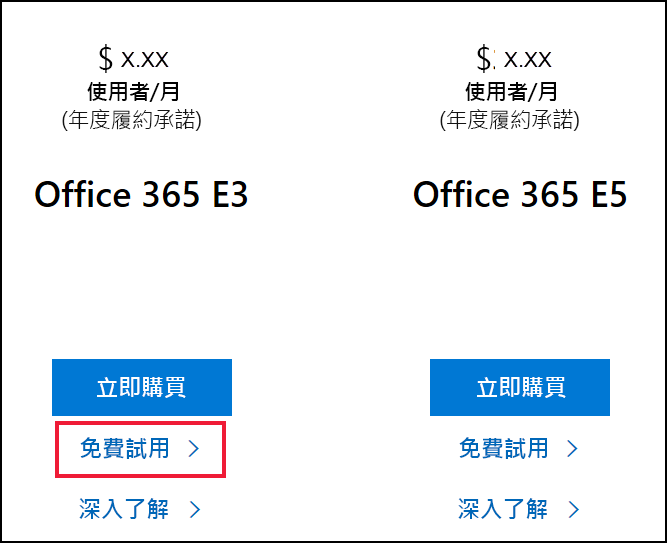 $ X.XX
使用者/月
(年度履約承諾)
Office 365 E3
立即購買
免費試用
深入了解
$ X.XX
使用者/月
(年度履約承諾)
Office 365 E5
立即購買
免費試用
深入了解